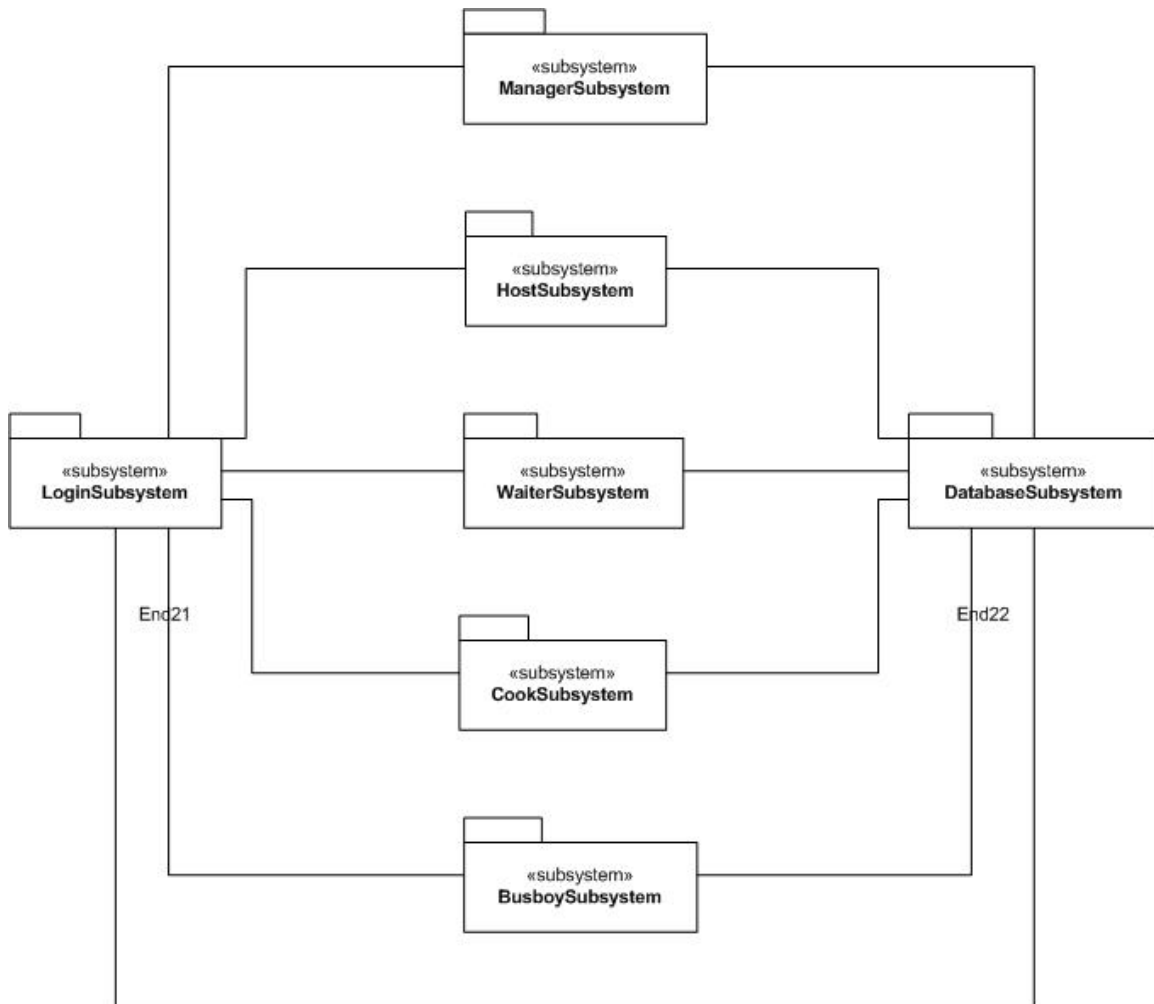 «subsystem»
ManagerSubsystem
«subsystem»
HostSubsystem
«subsystem»
LoginSubsystem
«subsystem»
WaiterSubsystem
«subsystem»
DatabaseSubsystem
End21
End22
«subsystem»
CookSubsystem
«subsystem»
BusboySubsystem